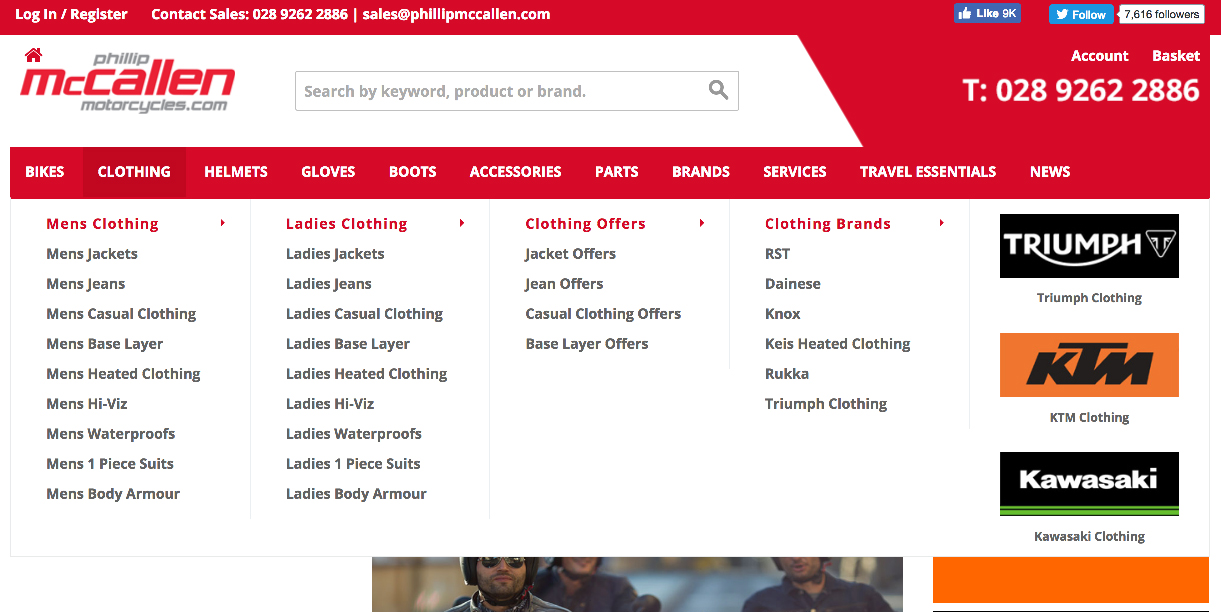 Log In / Register
Contact Sales: 028 9262 2886 | sales@phillipmccallen.com
Like 9K
Follow
7,616 followers
phillip
mccallen
motorcycles.com
Search by keyword, product or brand.
Account
Basket
T: 028 9262 2886
BIKES
CLOTHING
HELMETS
GLOVES
BOOTS
ACCESSORIES
PARTS
BRANDS
SERVICES
TRAVEL ESSENTIALS
NEWS
Mens Clothing
Mens Jackets
Mens Jeans
Mens Casual Clothing
Mens Base Layer
Mens Heated Clothing
Mens Hi-Viz
Mens Waterproofs
Mens 1 Piece Suits
Mens Body Armour
Ladies Clothing
Ladies Jackets
Ladies Jeans
Ladies Casual Clothing
Ladies Base Layer
Ladies Heated Clothing
Ladies Hi-Viz
Ladies Waterproofs
Ladies 1 Piece Suits
Ladies Body Armour
Clothing Offers
Jacket Offers
Jean Offers
Casual Clothing Offers
Base Layer Offers
Clothing Brands
RST
Dainese
Knox
Keis Heated Clothing
Rukka
Triumph Clothing
TRIUMPH
Triumph Clothing
KTM
KTM Clothing
Kawasaki
Kawasaki Clothing